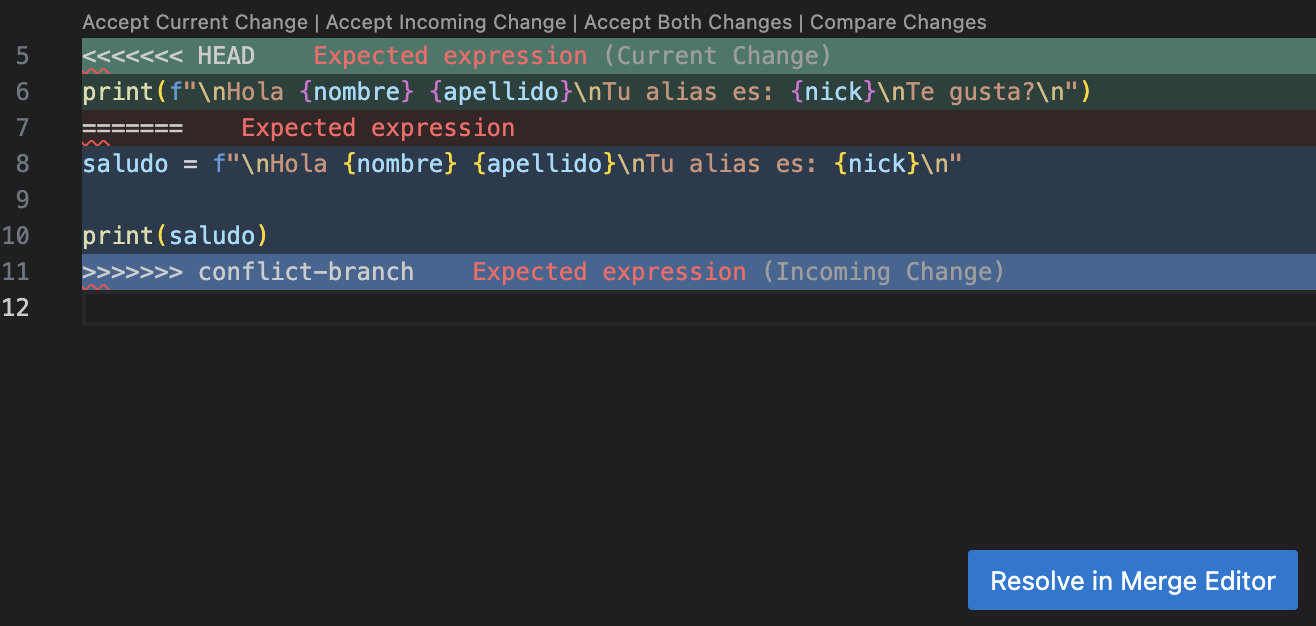 Accept Current Change | Accept Incoming Change | Accept Both Changes | Compare Changes
5 <<<<<<< HEAD Expected expression (Current Change)
6 print(f"\nHola {nombre} {apellido}\nTu alias es: {nick}\nTe gusta?\n")
7 ======= Expected expression
8 saludo = f"\nHola {nombre} {apellido}\nTu alias es: {nick}\n"
9
10 print(saludo)
11 >>>>>>> conflict-branch Expected expression (Incoming Change)
12
Resolve in Merge Editor